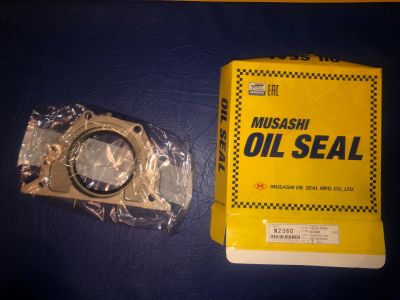 OIL SEAL
EAC
MUSASHI
OIL SEAL
M
MUSASHI OIL SEAL MFG. CO., LTD.
N2360